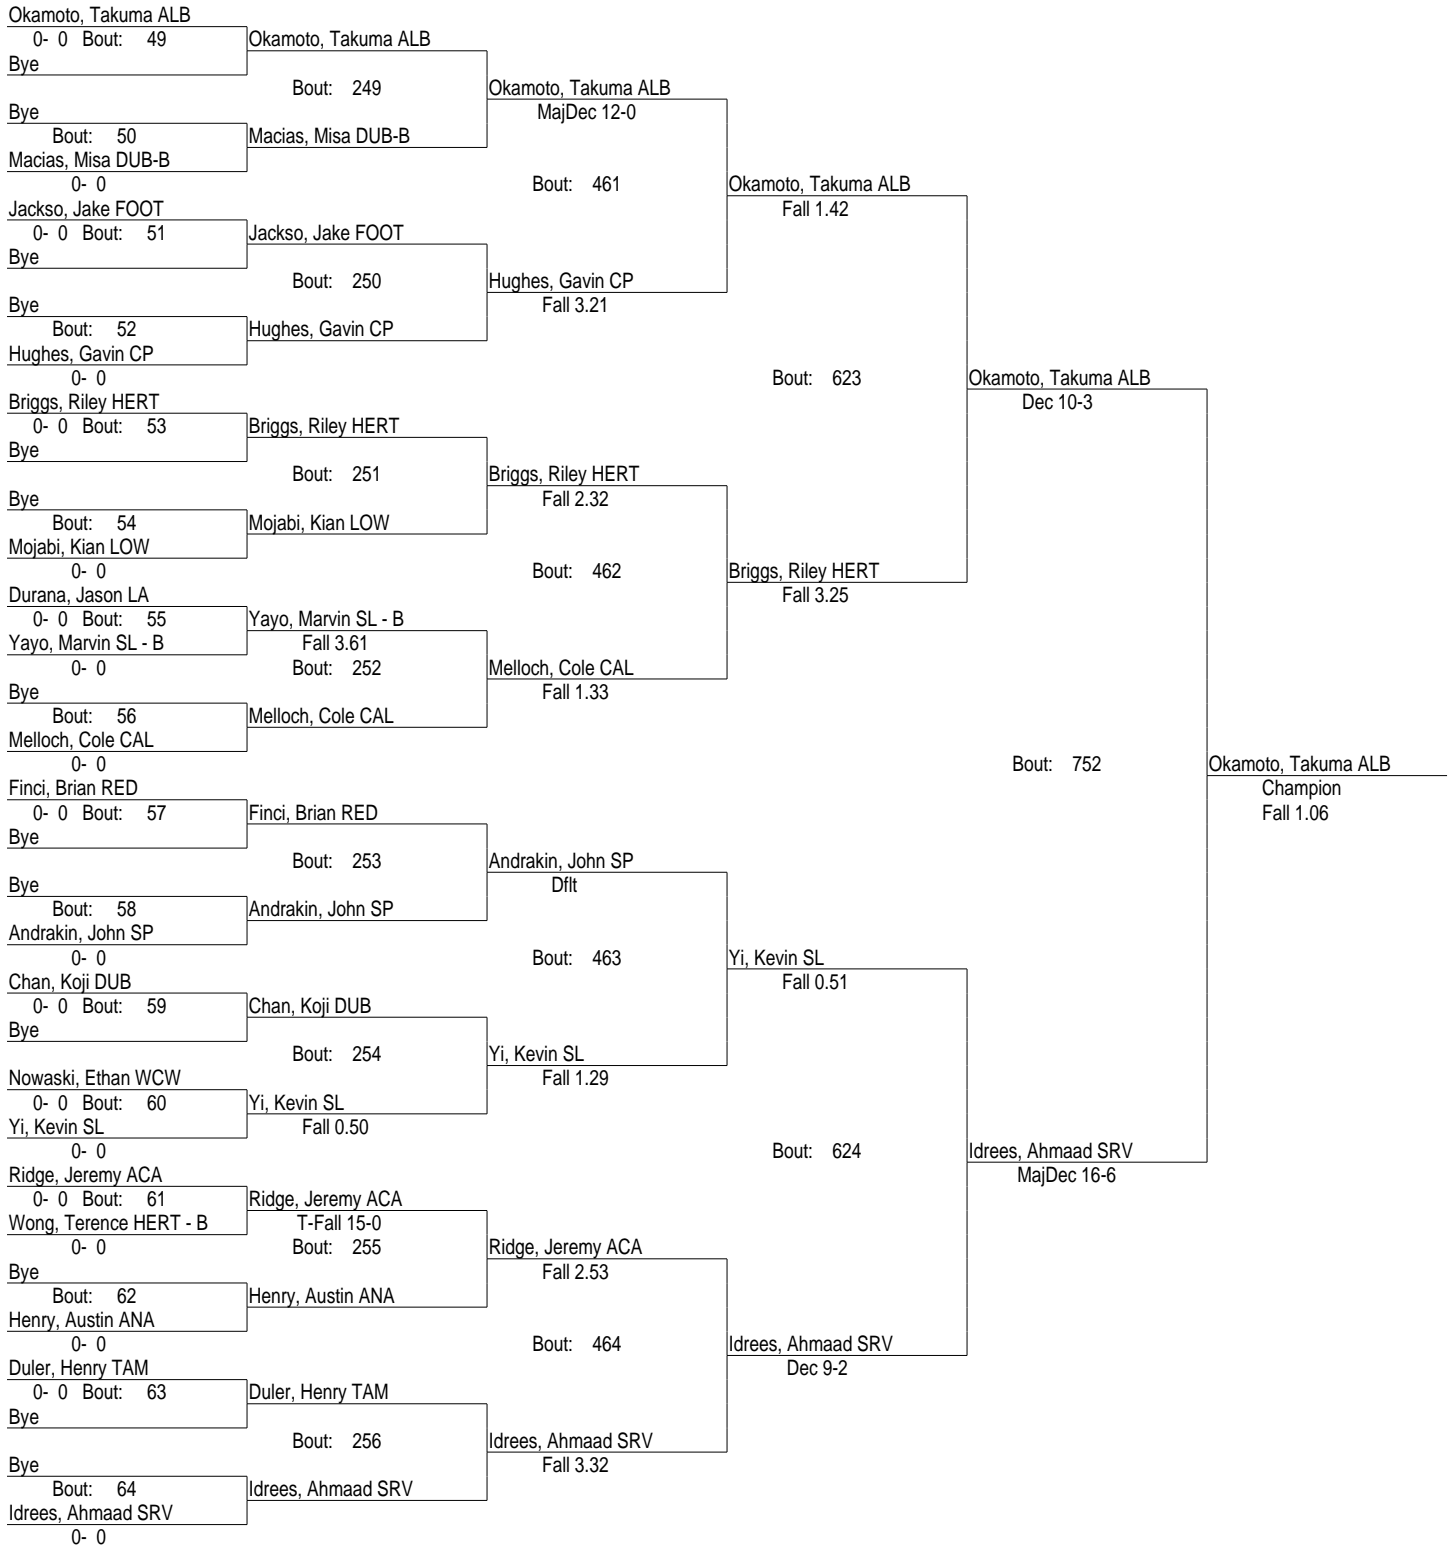 Okamoto, Takuma ALB
0- 0 Bout: 49
Okamoto, Takuma ALB
Bye
Bout: 249
Okamoto, Takuma ALB
Bye
MajDec 12-0
Bout: 50
Macias, Misa DUB-B
Macias, Misa DUB-B
0- 0
Bout: 461
Okamoto, Takuma ALB
Jackso, Jake FOOT
Fall 1.42
0- 0 Bout: 51
Jackso, Jake FOOT
Bye
Bout: 250
Hughes, Gavin CP
Bye
Fall 3.21
Bout: 52
Hughes, Gavin CP
Hughes, Gavin CP
0- 0
Bout: 623
Okamoto, Takuma ALB
Briggs, Riley HERT
Dec 10-3
0- 0 Bout: 53
Briggs, Riley HERT
Bye
Bout: 251
Briggs, Riley HERT
Bye
Fall 2.32
Bout: 54
Mojabi, Kian LOW
Mojabi, Kian LOW
0- 0
Bout: 462
Briggs, Riley HERT
Durana, Jason LA
Fall 3.25
0- 0 Bout: 55
Yayo, Marvin SL - B
Yayo, Marvin SL - B
Fall 3.61
0- 0
Bout: 252
Melloch, Cole CAL
Bye
Fall 1.33
Bout: 56
Melloch, Cole CAL
Melloch, Cole CAL
0- 0
Bout: 752
Okamoto, Takuma ALB
Finci, Brian RED
Champion
0- 0 Bout: 57
Finci, Brian RED
Fall 1.06
Bye
Bout: 253
Andrakin, John SP
Bye
Dflt
Bout: 58
Andrakin, John SP
Andrakin, John SP
0- 0
Bout: 463
Yi, Kevin SL
Chan, Koji DUB
Fall 0.51
0- 0 Bout: 59
Chan, Koji DUB
Bye
Bout: 254
Yi, Kevin SL
Nowaski, Ethan WCW
Fall 1.29
0- 0 Bout: 60
Yi, Kevin SL
Yi, Kevin SL
Fall 0.50
0- 0
Bout: 624
Idrees, Ahmaad SRV
Ridge, Jeremy ACA
MajDec 16-6
0- 0 Bout: 61
Ridge, Jeremy ACA
Wong, Terence HERT - B
T-Fall 15-0
0- 0
Bout: 255
Ridge, Jeremy ACA
Bye
Fall 2.53
Bout: 62
Henry, Austin ANA
Henry, Austin ANA
0- 0
Bout: 464
Idrees, Ahmaad SRV
Duler, Henry TAM
Dec 9-2
0- 0 Bout: 63
Duler, Henry TAM
Bye
Bout: 256
Idrees, Ahmaad SRV
Bye
Fall 3.32
Bout: 64
Idrees, Ahmaad SRV
Idrees, Ahmaad SRV
0- 0